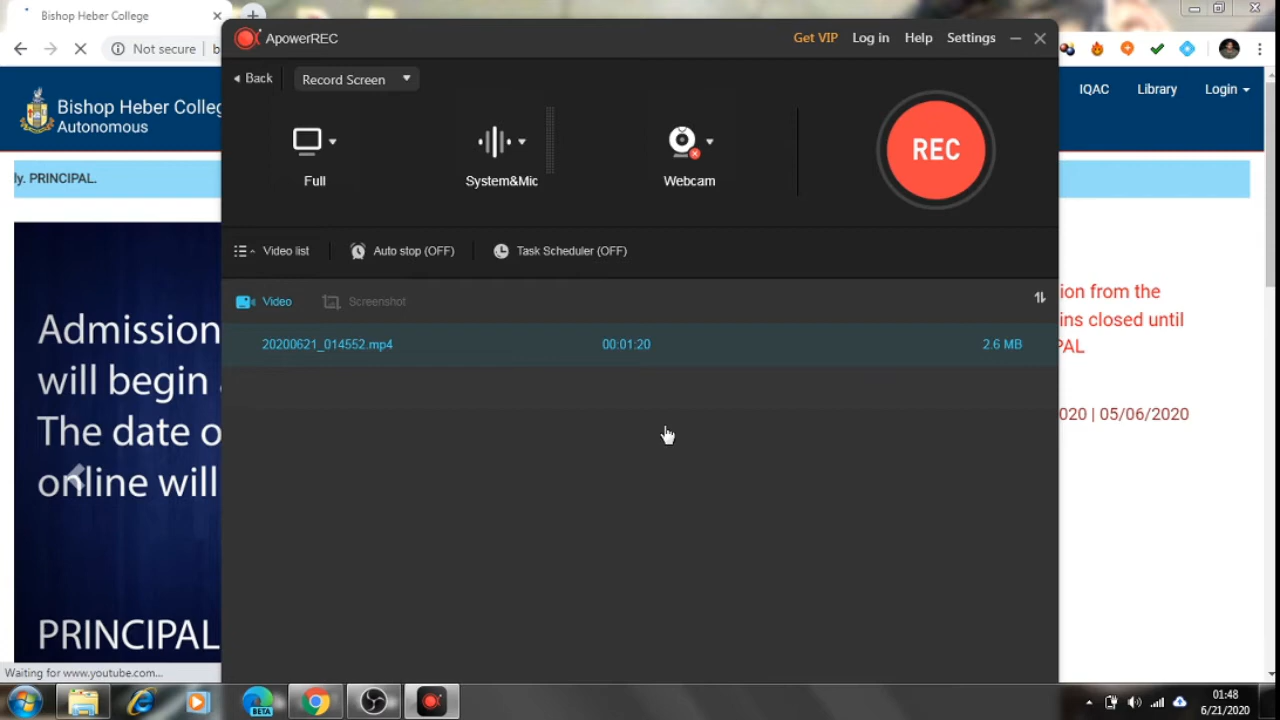 Bishop Heber College
ApowerREC
Get VIP
Log in
Help
Settings
Not secure
Back
Record Screen
Bishop Heber Colleg
Autonomous
IQAC
Library
Login
REC
Full
System&Mic
Webcam
ly. PRINCIPAL.
Video list
Auto stop (OFF)
Task Scheduler (OFF)
Video
Screenshot
20200621_014552.mp4
00:01:20
2.6 MB
Admission
will begin
The date o
online will
PRINCIPAL
ion from the
ins closed until
PAL
020 | 05/06/2020
Waiting for www.youtube.com...
BETA
01:48
6/21/2020